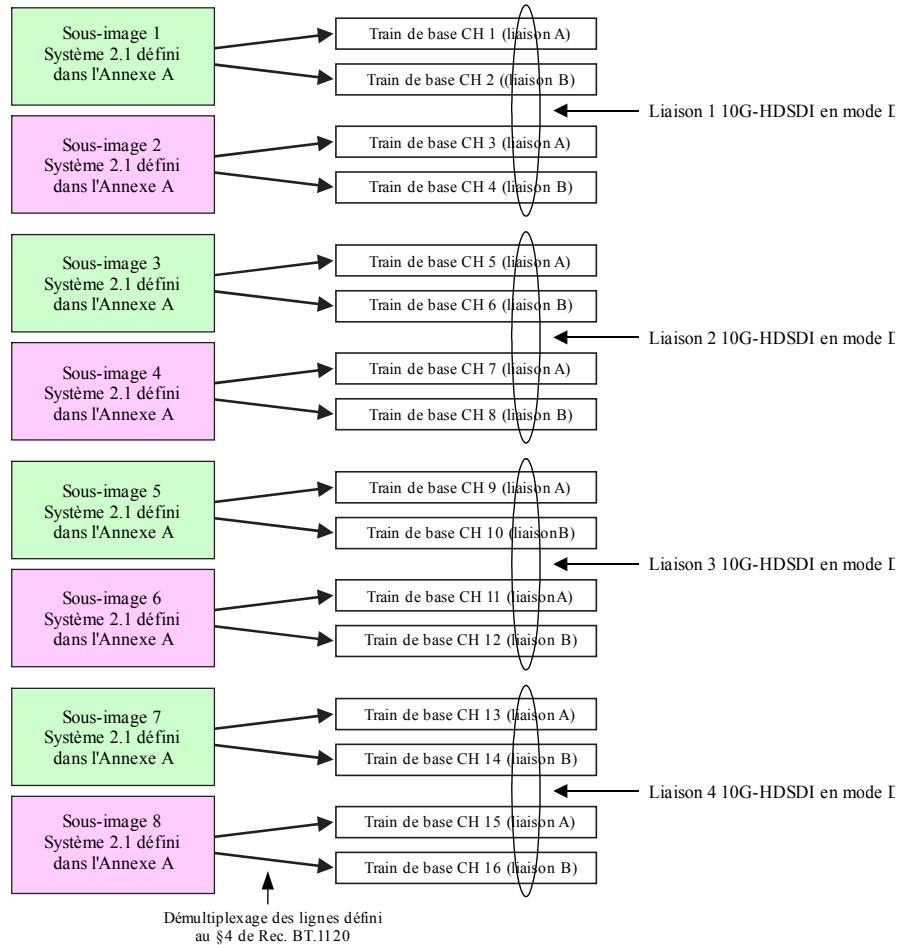 Sous-image 1
Système 2.1 défini
dans l'Annexe A
Train de base CH 1 (liaison A)
Train de base CH 2 ((liaison B)
Liaison 1 10G-HDSDI en mode
Sous-image 2
Système 2.1 défini
dans l'Annexe A
Train de base CH 3 (liaison A)
Train de base CH 4 (liaison B)
Sous-image 3
Système 2.1 défini
dans l'Annexe A
Train de base CH 5 (liaison A)
Train de base CH 6 (liaison B)
Liaison 2 10G-HDSDI en mode
Sous-image 4
Système 2.1 défini
dans l'Annexe A
Train de base CH 7 (liaison A)
Train de base CH 8 (liaison B)
Sous-image 5
Système 2.1 défini
dans l'Annexe A
Train de base CH 9 (liaison A)
Train de base CH 10 (liaisonB)
Liaison 3 10G-HDSDI en mode
Sous-image 6
Système 2.1 défini
dans l'Annexe A
Train de base CH 11 (liaisonA)
Train de base CH 12 (liaison B)
Sous-image 7
Système 2.1 défini
dans l'Annexe A
Train de base CH 13 (liaison A)
Train de base CH 14 (liaison B)
Liaison 4 10G-HDSDI en mode
Sous-image 8
Système 2.1 défini
dans l'Annexe A
Train de base CH 15 (liaison A)
Train de base CH 16 (liaison B)
Démultiplexage des lignes défini
au §4 de Rec. BT.1120